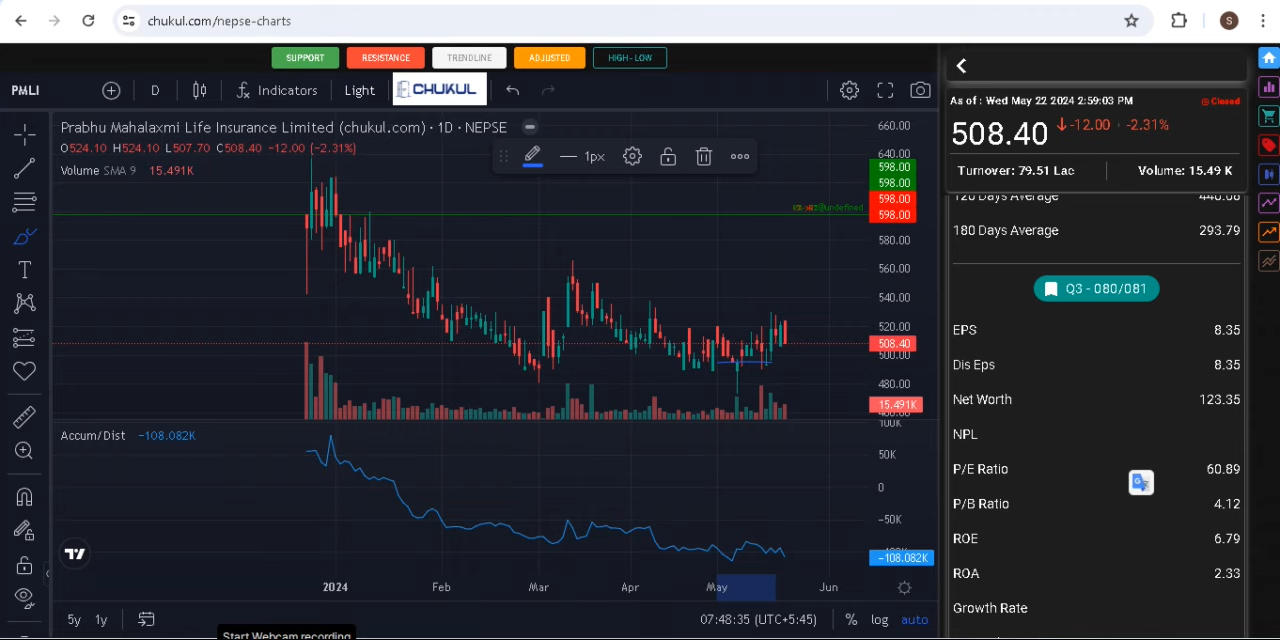 chukul.com/nepse-charts
S
SUPPORT
RESISTANCE
TRENDLINE
ADJUSTED
HIGH-LOW
PMLI
D
Indicators
Light
CHUKUL
Prabhu Mahalaxmi Life Insurance Limited (chukul.com) · 1D · NEPSE
O524.10 H524.10 L507.70 C508.40 −12.00 (−2.31%)
Volume SMA 9 15.491K
1px
660.00
640.00
598.00
598.00
598.00
598.00
580.00
560.00
540.00
520.00
508.40
500.00
480.00
15.491K
100K
Accum/Dist −108.082K
50K
0
−50K
−108.082K
2024 Feb Mar Apr May Jun
5y 1y
07:48:35 (UTC+5:45)
% log auto
Start Webcam recording
As of : Wed May 22 2024 2:59:03 PM
Closed
508.40 -12.00 · -2.31%
Turnover: 79.51 Lac
Volume: 15.49 K
120 Days Average 440.08
180 Days Average 293.79
Q3 - 080/081
EPS 8.35
Dis Eps 8.35
Net Worth 123.35
NPL
P/E Ratio 60.89
P/B Ratio 4.12
ROE 6.79
ROA 2.33
Growth Rate